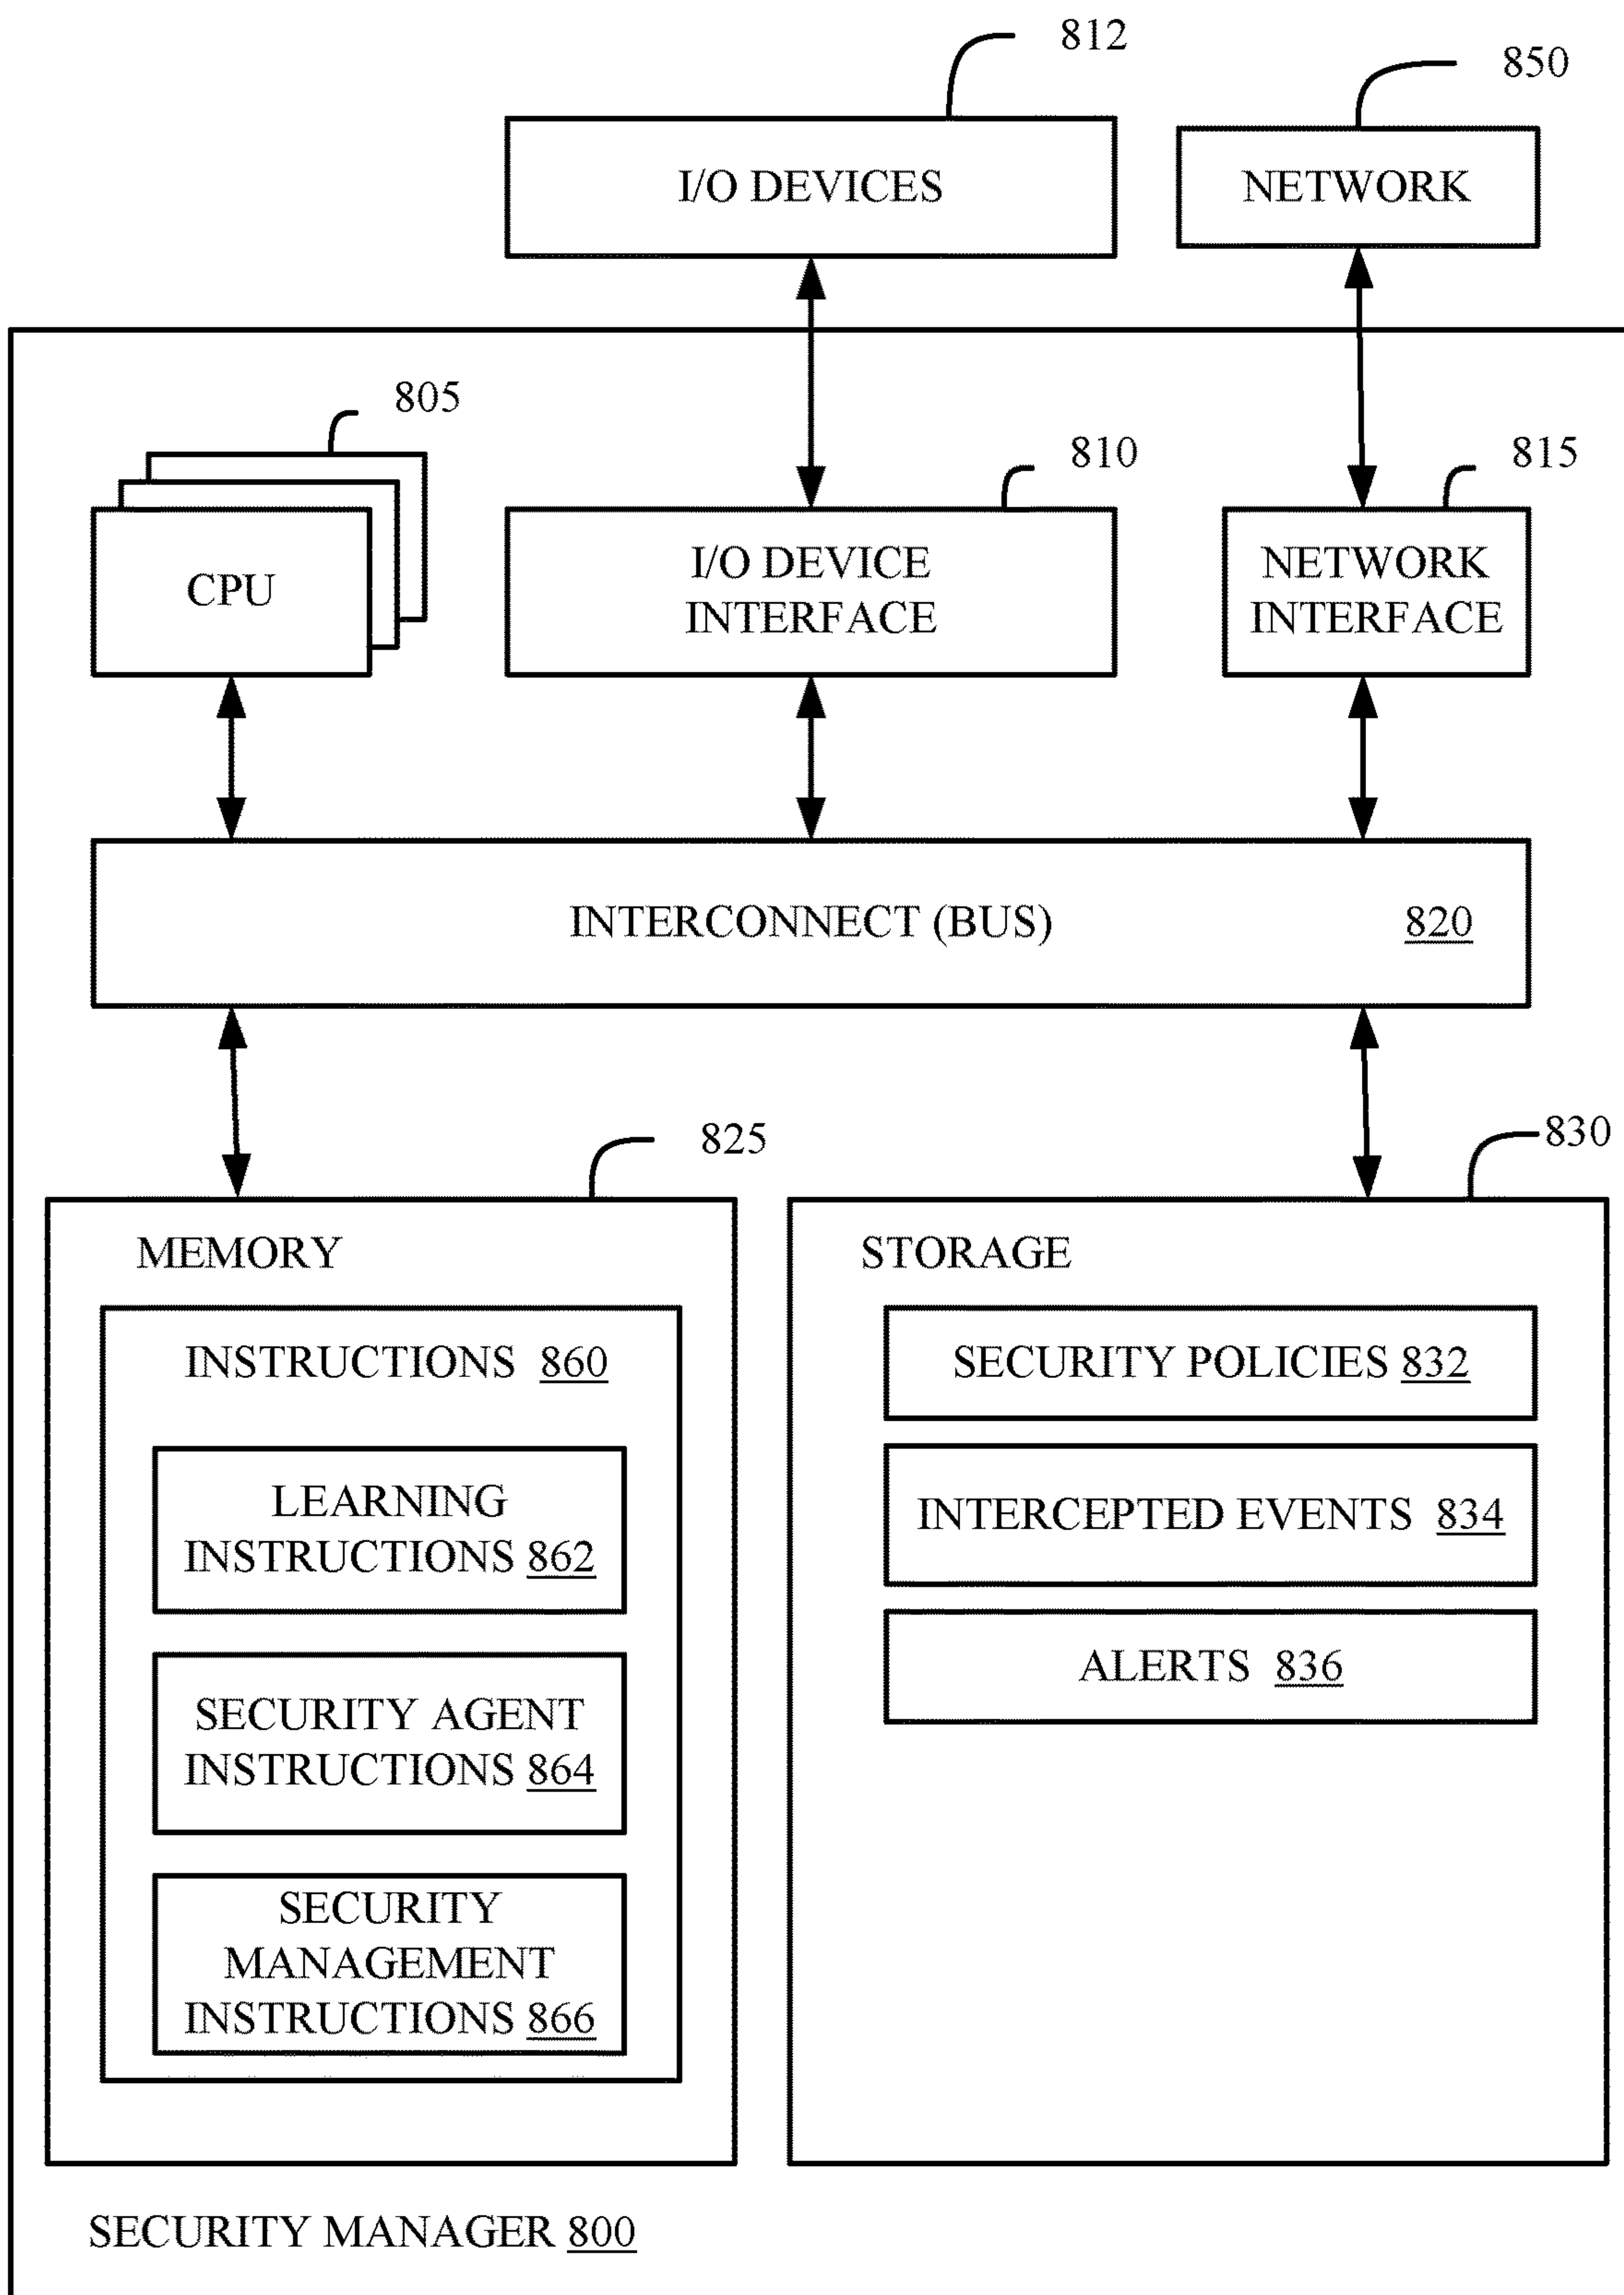 812
850
I/O DEVICES
NETWORK
805
810
815
CPU
I/O DEVICE
INTERFACE
NETWORK
INTERFACE
INTERCONNECT (BUS)
820
825
830
MEMORY
INSTRUCTIONS 860
LEARNING
INSTRUCTIONS 862
SECURITY AGENT
INSTRUCTIONS 864
SECURITY
MANAGEMENT
INSTRUCTIONS 866
STORAGE
SECURITY POLICIES 832
INTERCEPTED EVENTS 834
ALERTS 836
SECURITY MANAGER 800